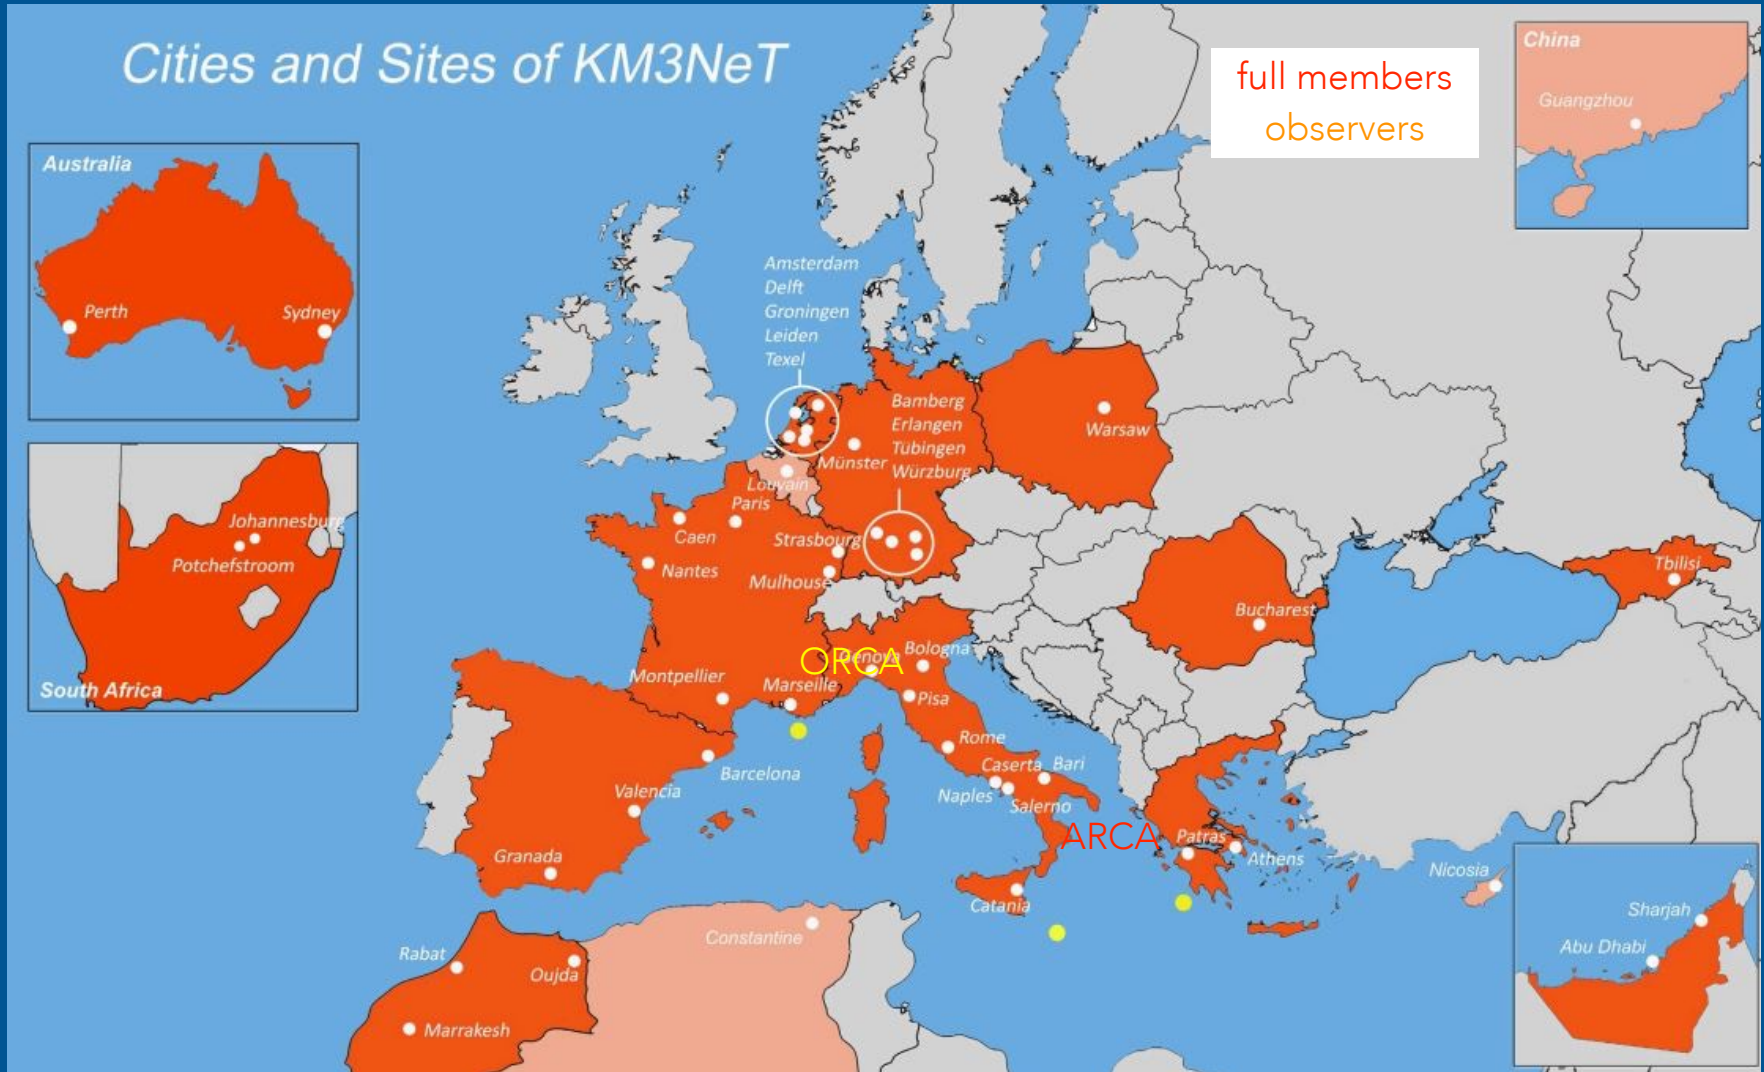 Cities and Sites of KM3NeT
full members
observers
China
Guangzhou
Australia
Perth
Sydney
South Africa
Johannesburg
Potchefstroom
Amsterdam
Delft
Groningen
Leiden
Texel
Bamberg
Erlangen
Tübingen
Würzburg
Münster
Warsaw
Louvain
Paris
Caen
Strasbourg
Nantes
Mulhouse
Tbilisi
Bucharest
ORCA
Genova
Bologna
Montpellier
Marseille
Pisa
Rome
Barcelona
Caserta
Bari
Naples
Salerno
Valencia
ARCA
Patras
Athens
Granada
Catania
Nicosia
Constantine
Rabat
Oujda
Marrakesh
Sharjah
Abu Dhabi